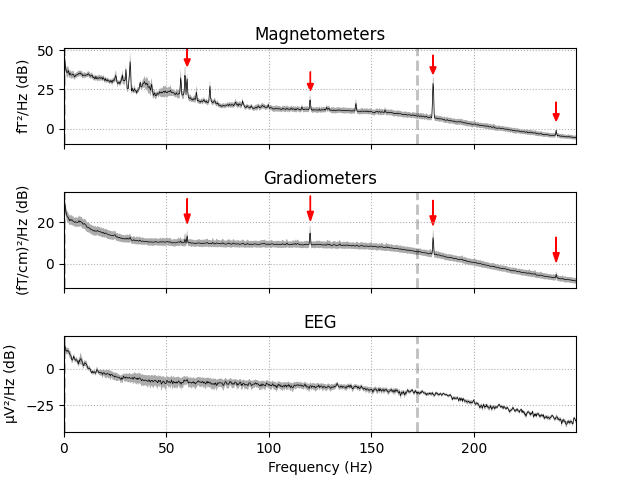 Magnetometers
fT²/Hz (dB)
50
25
0
Gradiometers
(fT/cm)²/Hz (dB)
20
0
EEG
µV²/Hz (dB)
0
−25
0 50 100 150 200
Frequency (Hz)